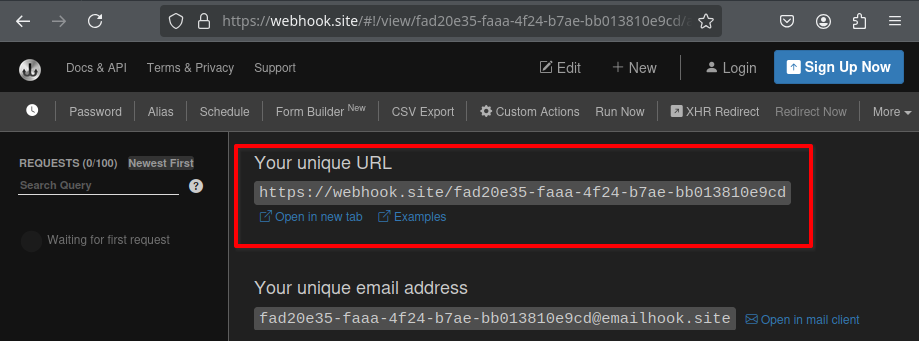 https://webhook.site/#!/view/fad20e35-faaa-4f24-b7ae-bb013810e9cd/
Docs & API Terms & Privacy Support Edit + New Login Sign Up Now
Password Alias Schedule Form Builder New CSV Export Custom Actions Run Now XHR Redirect Redirect Now More
REQUESTS (0/100) Newest First
Search Query ?
Waiting for first request
Your unique URL
https://webhook.site/fad20e35-faaa-4f24-b7ae-bb013810e9cd
Open in new tab Examples
Your unique email address
fad20e35-faaa-4f24-b7ae-bb013810e9cd@emailhook.site Open in mail client